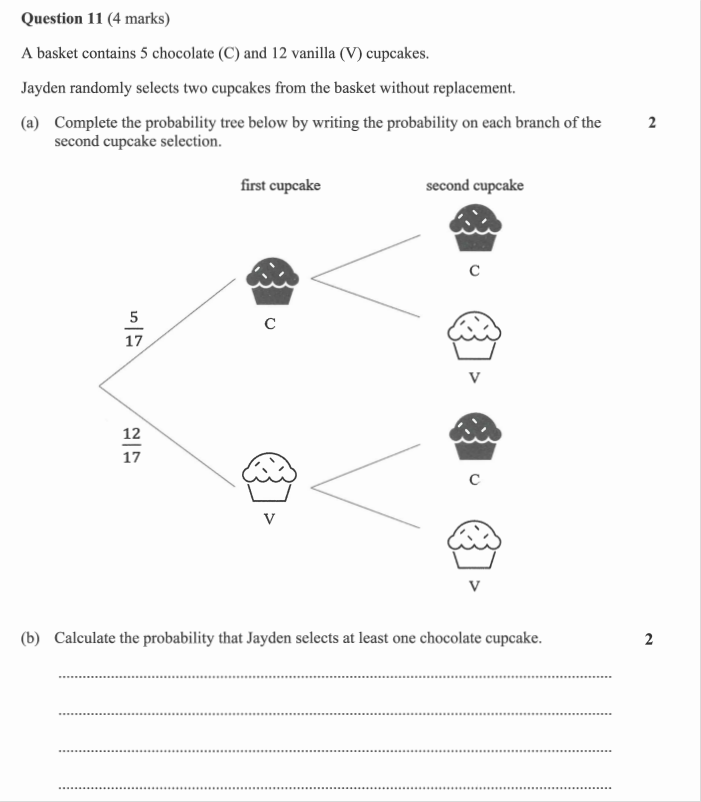 Question 11 (4 marks)
A basket contains 5 chocolate (C) and 12 vanilla (V) cupcakes.
Jayden randomly selects two cupcakes from the basket without replacement.
(a) Complete the probability tree below by writing the probability on each branch of the 2
second cupcake selection.
first cupcake second cupcake
C
5
17
C
V
12
17
C
V
V
(b) Calculate the probability that Jayden selects at least one chocolate cupcake. 2